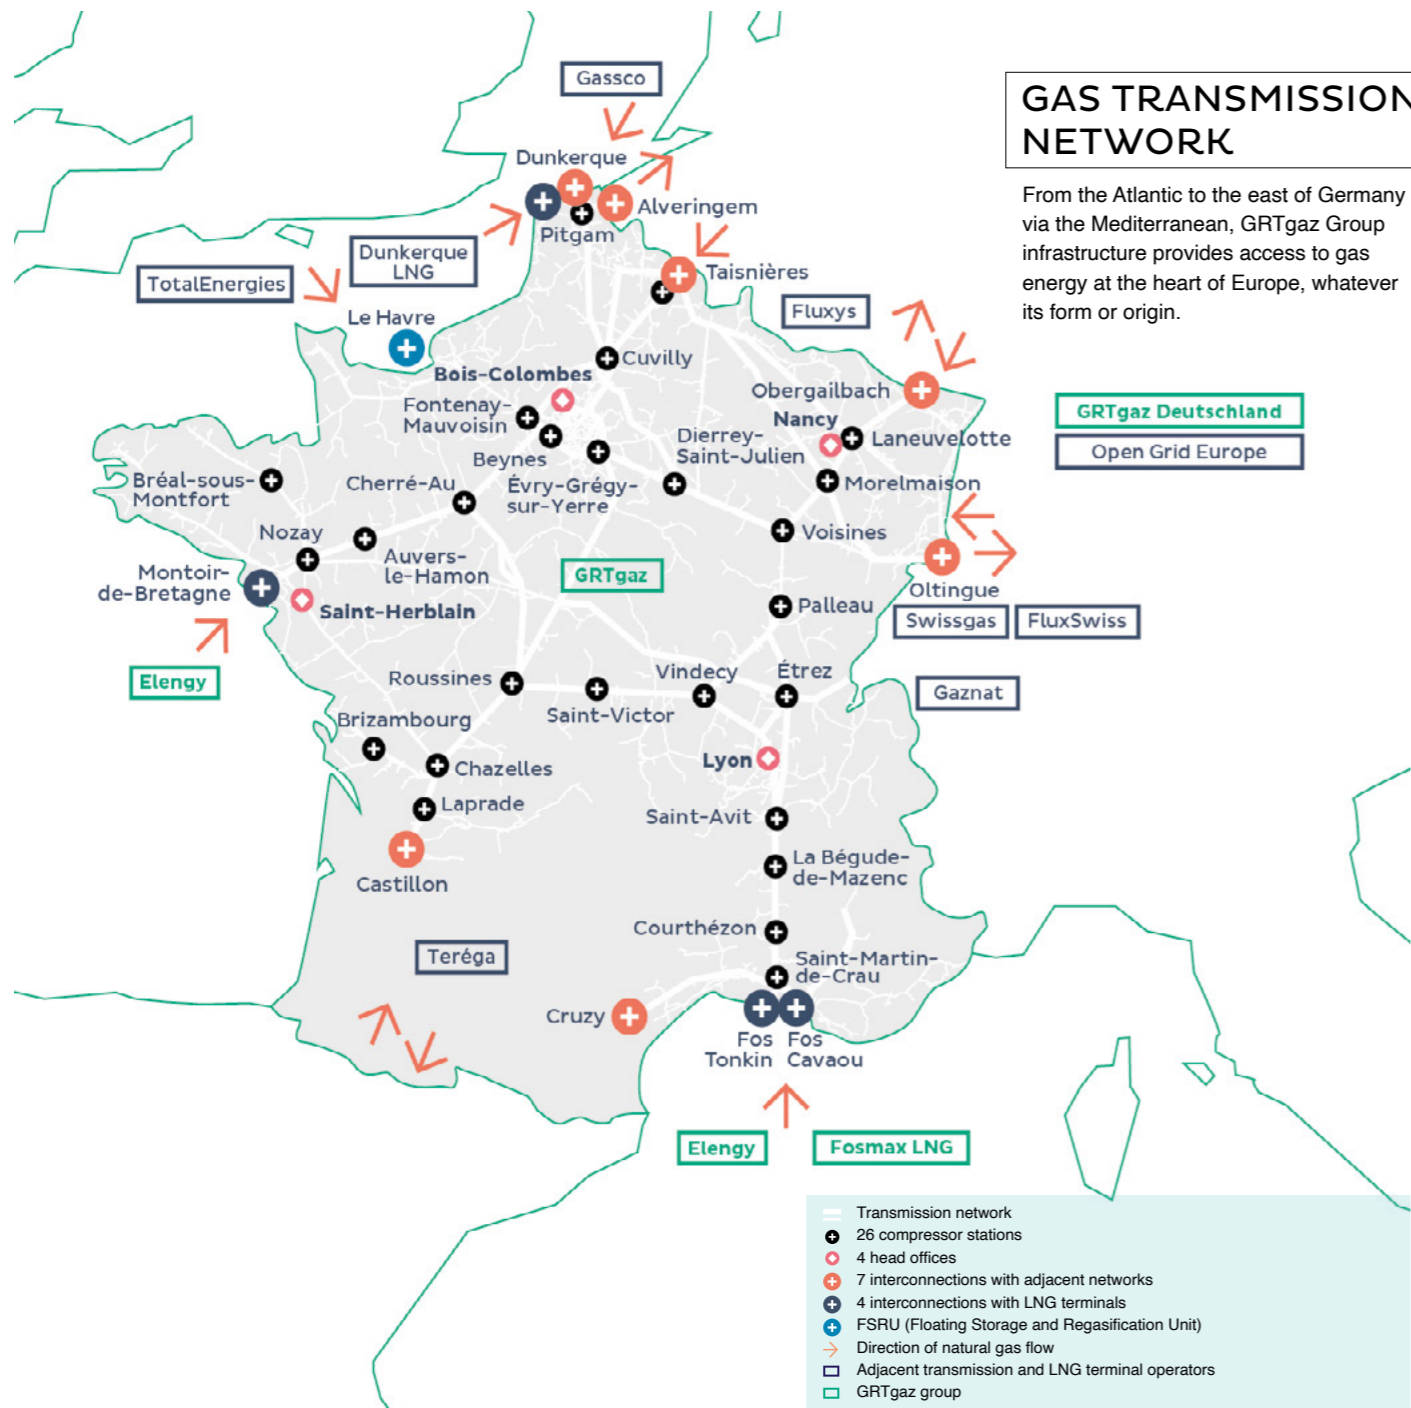 GAS TRANSMISSION
NETWORK
From the Atlantic to the east of Germany
via the Mediterranean, GRTgaz Group
infrastructure provides access to gas
energy at the heart of Europe, whatever
its form or origin.
Gassco
Dunkerque
Alveringem
Pitgam
Dunkerque
LNG
Taisnières
TotalEnergies
Le Havre
Fluxys
Cuvilly
Bois-Colombes
Obergailbach
Fontenay-
Mauvoisin
Nancy
GRTgaz Deutschland
Open Grid Europe
Laneuvelotte
Dierrey-
Saint-Julien
Beynes
Bréal-sous-
Montfort
Cherré-Au
Évry-Grégy-
sur-Yerre
Morelmaison
Nozay
Voisines
Auvers-
le-Hamon
Montoir-
de-Bretagne
GRTgaz
Oltingue
Saint-Herblain
Palleau
Swissgas
FluxSwiss
Elengy
Roussines
Vindecy
Étrez
Gaznat
Saint-Victor
Brizambourg
Lyon
Chazelles
Laprade
Saint-Avit
La Bégude-
de-Mazenc
Castillon
Courthézon
Teréga
Saint-Martin-
de-Crau
Cruzy
Fos
Tonkin
Fos
Cavaou
Elengy
Fosmax LNG
Transmission network
26 compressor stations
4 head offices
7 interconnections with adjacent networks
4 interconnections with LNG terminals
FSRU (Floating Storage and Regasification Unit)
Direction of natural gas flow
Adjacent transmission and LNG terminal operators
GRTgaz group